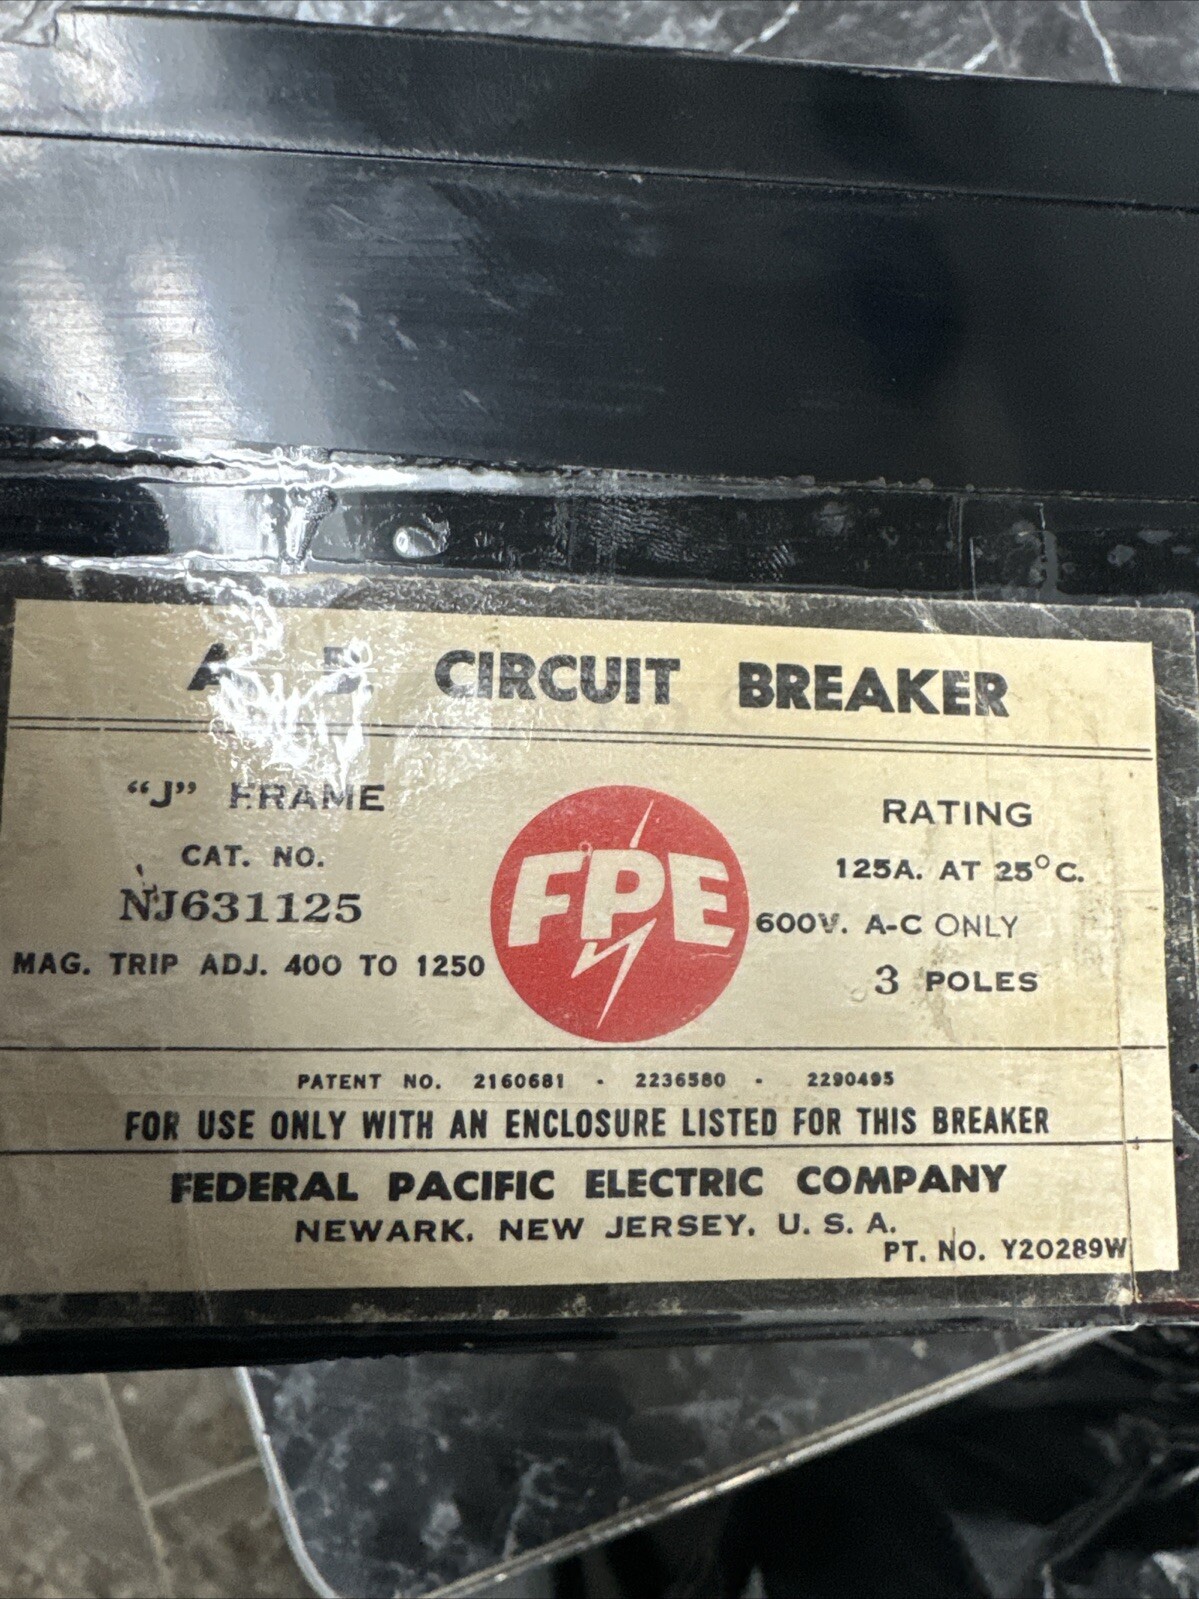 CIRCUIT BREAKER
“J” FRAME
CAT. NO.
NJ631125
MAG. TRIP ADJ. 400 TO 1250
FPE
RATING
125A. AT 25°C.
600V. A-C ONLY
3 POLES
PATENT NO. 2160681 - 2236580 - 2290495
FOR USE ONLY WITH AN ENCLOSURE LISTED FOR THIS BREAKER
FEDERAL PACIFIC ELECTRIC COMPANY
NEWARK, NEW JERSEY, U. S. A.
PT. NO. Y20289W